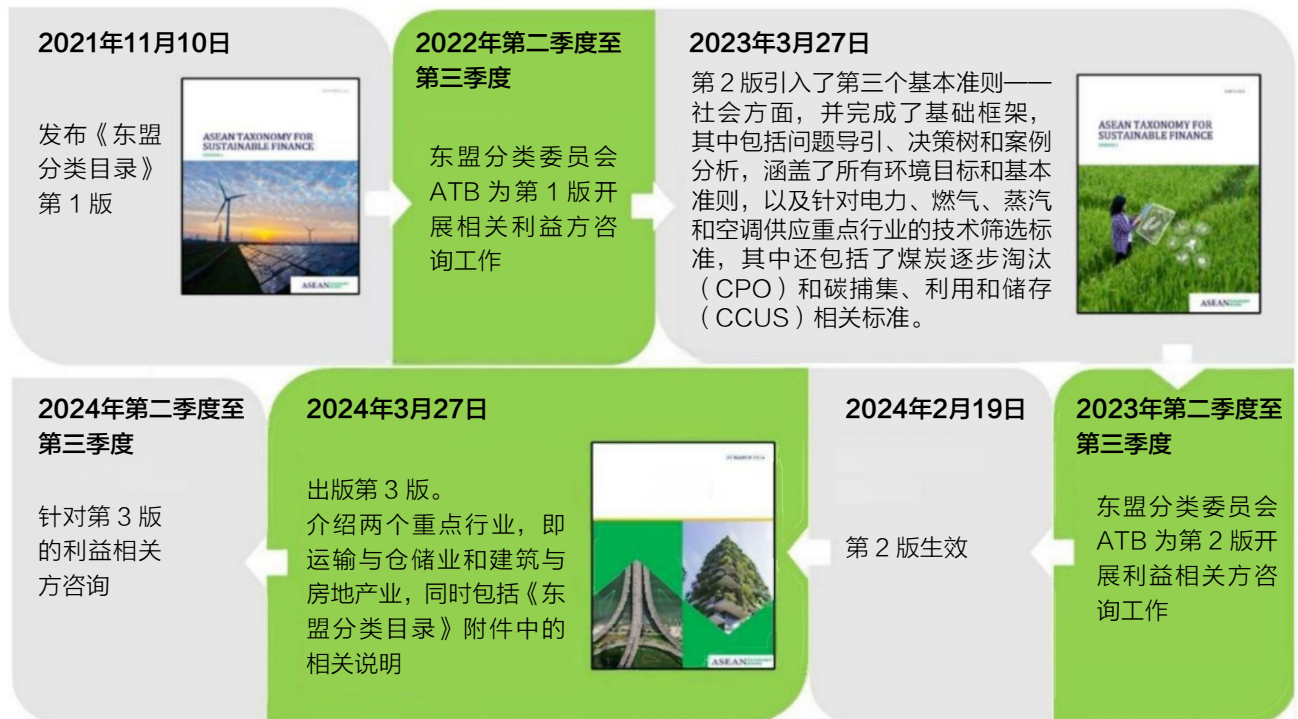 2021年11月10日
发布《东盟
分类目录》
第1版
ASEAN TAXONOMY FOR
SUSTAINABLE FINANCE
ASEAN
2022年第二季度至
第三季度
东盟分类委员会
ATB为第1版开
展相关利益方咨
询工作
2023年3月27日
第2版引入了第三个基本准则——
社会方面，并完成了基础框架，
其中包括问题导引、决策树和案例
分析，涵盖了所有环境目标和基本
准则，以及针对电力、燃气、蒸汽
和空调供应重点行业的技术筛选标
准，其中还包括了煤炭逐步淘汰
（CPO）和碳捕集、利用和储存
（CCUS）相关标准。
ASEAN TAXONOMY FOR
SUSTAINABLE FINANCE
ASEAN
2023年第二季度至
第三季度
东盟分类委员会
ATB为第2版开
展利益相关方咨
询工作
2024年2月19日
第2版生效
2024年3月27日
出版第3版。
介绍两个重点行业，即
运输与仓储业和建筑与
房地产业，同时包括《东
盟分类目录》附件中的
相关说明
27 MARCH 2024
ASEAN
2024年第二季度至
第三季度
针对第3版
的利益相关
方咨询